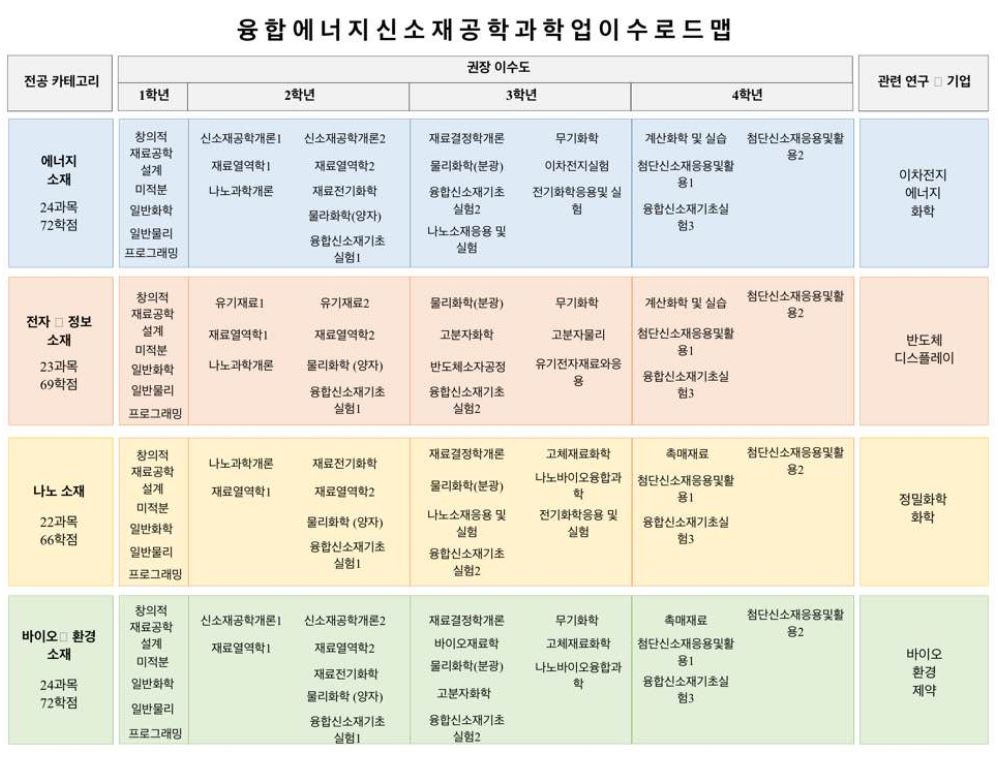 융합에너지신소재공학과학업이수로드맵
전공 카테고리
권장 이수도
관련 연구 □ 기업
1학년
2학년
3학년
4학년
에너지
소재
24과목
72학점
창의적
재료공학
설계
미적분
일반화학
일반물리
프로그래밍
신소재공학개론1
재료열역학1
나노과학개론
신소재공학개론2
재료열역학2
재료전기화학
물라화학(양자)
융합신소재기초
실험1
재료결정학개론
물리화학(분광)
융합신소재기초
실험2
나노소재응용 및
실험
무기화학
이차전지실험
전기화학응용및 실
험
계산화학 및 실습
첨단신소재응용및활
용1
융합신소재기초실
험3
첨단신소재응용및활
용2
이차전지
에너지
화학
전자 □ 정보
소재
23과목
69학점
창의적
재료공학
설계
미적분
일반화학
일반물리
프로그래밍
유기재료1
재료열역학1
나노과학개론
유기재료2
재료열역학2
물리화학 (양자)
융합신소재기초
실험1
물리화학(분광)
고분자화학
반도체소자공정
융합신소재기초
실험2
무기화학
고분자물리
유기전자재료와응
용
계산화학 및 실습
첨단신소재응용및활
용1
융합신소재기초실
험3
첨단신소재응용및활
용2
반도체
디스플레이
나노 소재
22과목
66학점
창의적
재료공학
설계
미적분
일반화학
일반물리
프로그래밍
나노과학개론
재료열역학1
재료전기화학
재료열역학2
물리화학 (양자)
융합신소재기초
실험1
재료결정학개론
물리화학(분광)
나노소재응용 및
실험
융합신소재기초
실험2
고체재료화학
나노바이오융합과
학
전기화학응용 및
실험
촉매재료
첨단신소재응용및활
용1
융합신소재기초실
험3
첨단신소재응용및활
용2
정밀화학
화학
바이오□ 환경
소재
24과목
72학점
창의적
재료공학
설계
미적분
일반화학
일반물리
프로그래밍
신소재공학개론1
재료열역학1
신소재공학개론2
재료열역학2
재료전기화학
물리화학 (양자)
융합신소재기초
실험1
재료결정학개론
바이오재료학
물리화학(분광)
고분자화학
융합신소재기초
실험2
무기화학
고체재료화학
나노바이오융합과
학
촉매재료
첨단신소재응용및활
용1
융합신소재기초실
험3
첨단신소재응용및활
용2
바이오
환경
제약